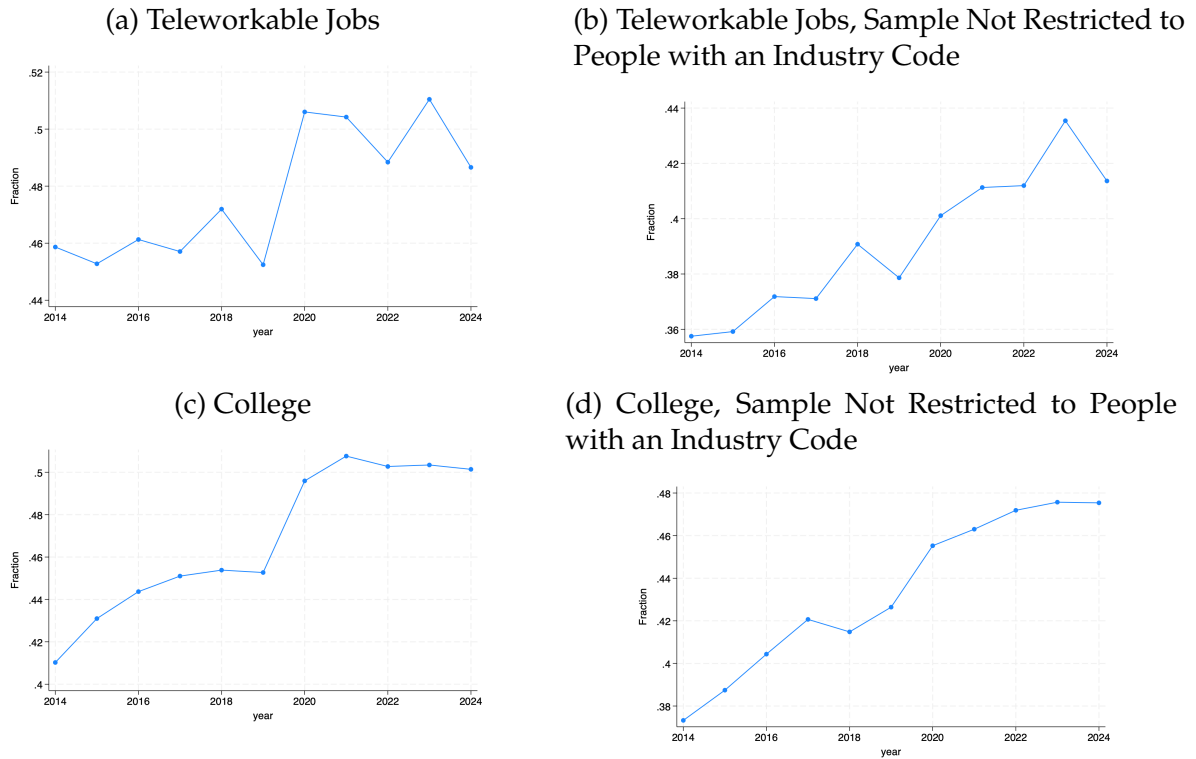 (a) Teleworkable Jobs
.52
.5
.48
.46
.44
Fraction
2014 2016 2018 2020 2022 2024
year
(b) Teleworkable Jobs, Sample Not Restricted to
People with an Industry Code
.44
.42
.4
.38
.36
Fraction
2014 2016 2018 2020 2022 2024
year
(c) College
.5
.48
.46
.44
.42
.4
Fraction
2014 2016 2018 2020 2022 2024
year
(d) College, Sample Not Restricted to People
with an Industry Code
.48
.46
.44
.42
.4
.38
Fraction
2014 2016 2018 2020 2022 2024
year